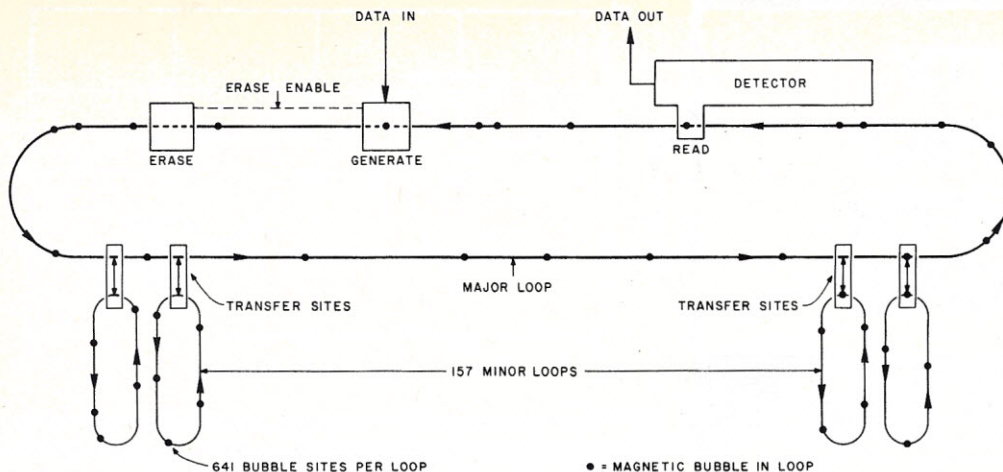 DATA IN
DATA OUT
ERASE ENABLE
DETECTOR
ERASE
GENERATE
READ
TRANSFER SITES
MAJOR LOOP
TRANSFER SITES
157 MINOR LOOPS
641 BUBBLE SITES PER LOOP
● = MAGNETIC BUBBLE IN LOOP